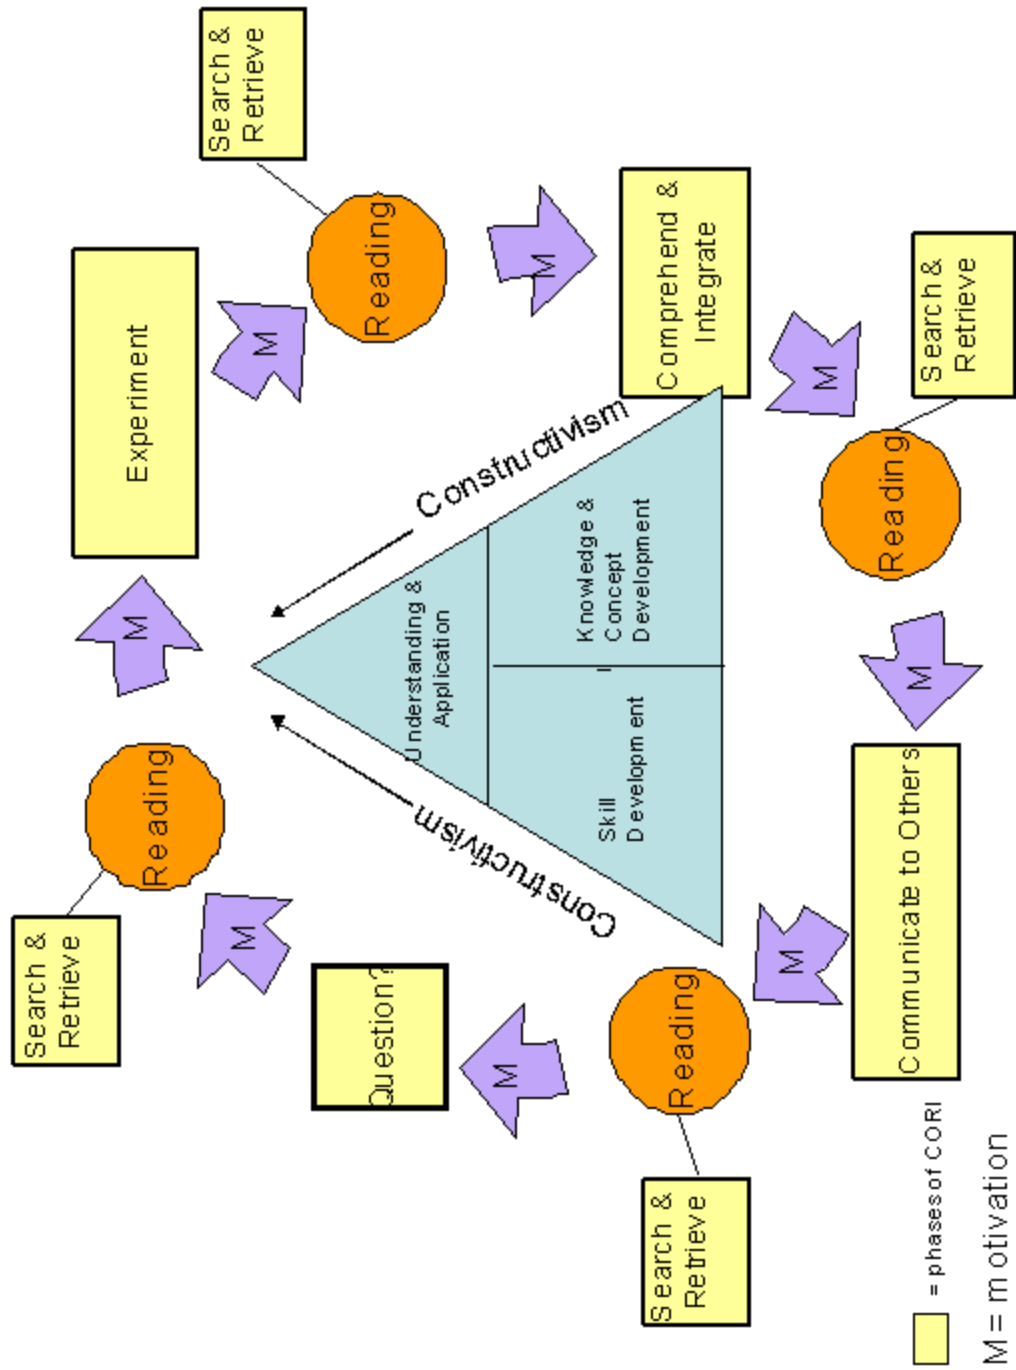 Search &
Retrieve
Reading
M
Experiment
M
Search &
Retrieve
Reading
M
Question?
M
Constructivism
Constructivism
Understanding &
Application
M
Comprehend &
Integrate
Skill
Development
Knowledge &
Concept
Development
Search &
Retrieve
Reading
M
M
Communicate to Others
M
Reading
Search &
Retrieve
= phases of CORI
M = motivation